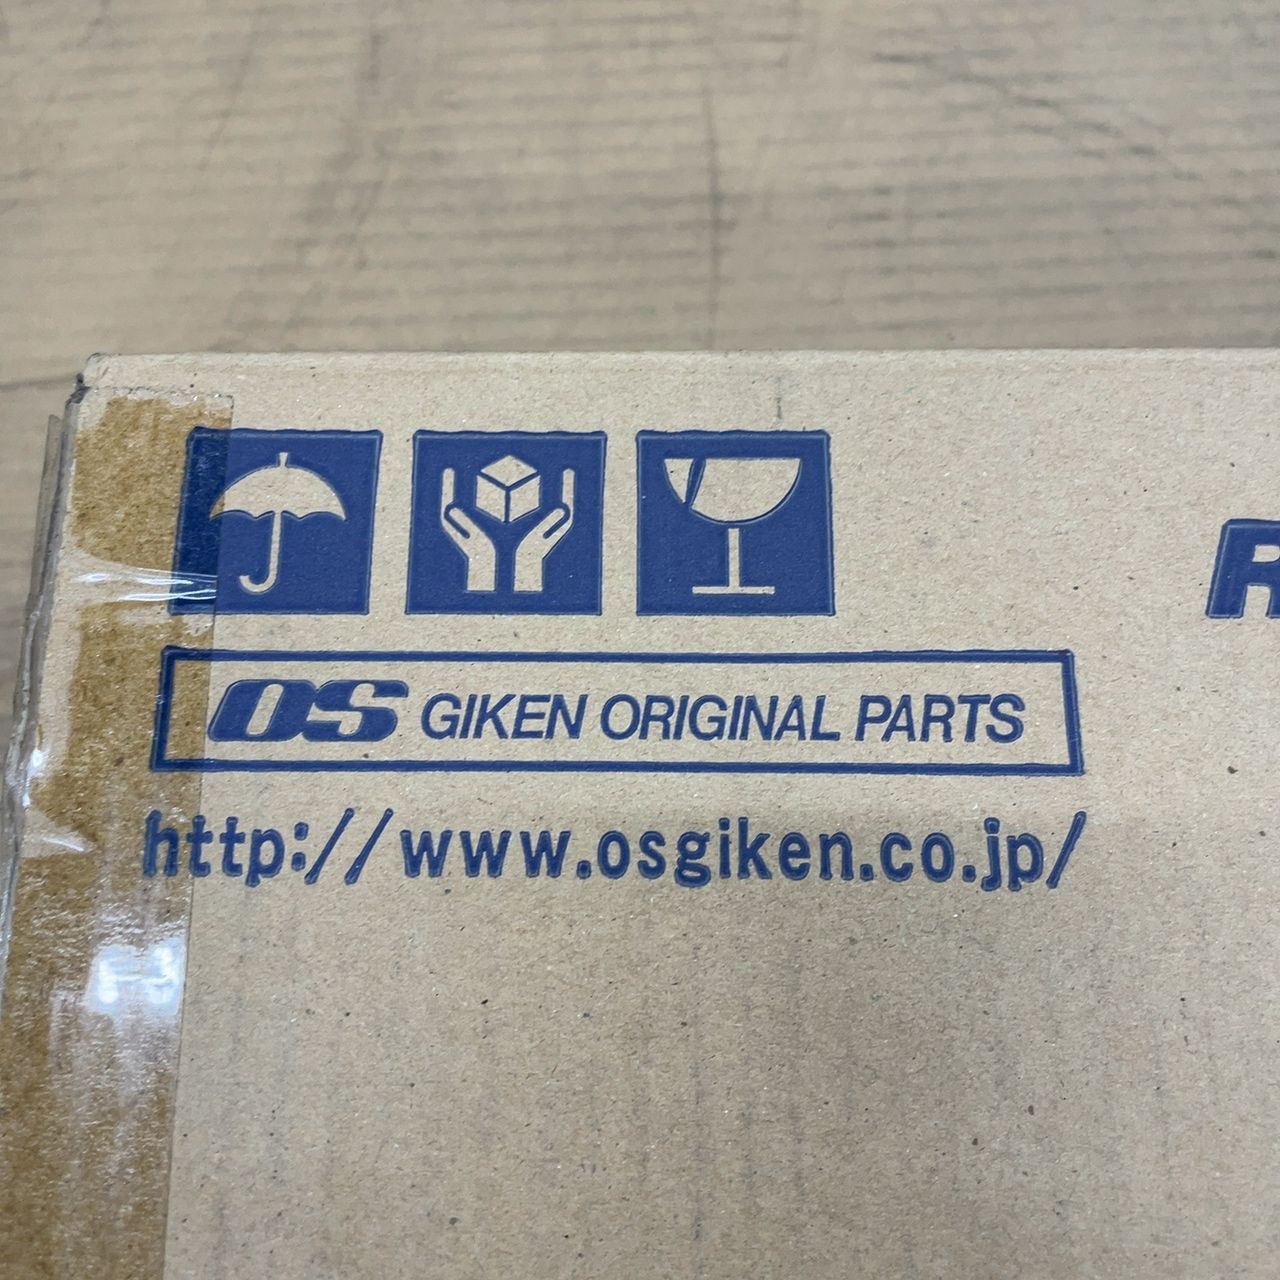 OS GIKEN ORIGINAL PARTS
http://www.osgiken.co.jp/